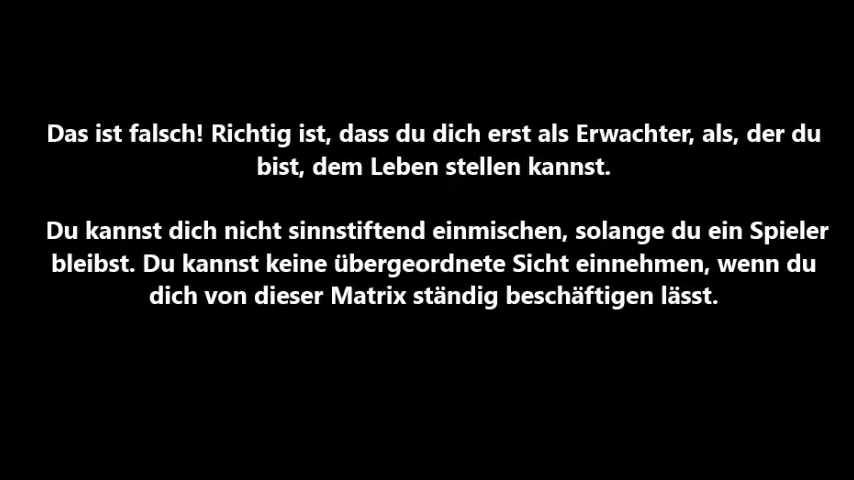 Das ist falsch! Richtig ist, dass du dich erst als Erwachter, als, der du
bist, dem Leben stellen kannst.
Du kannst dich nicht sinnstiftend einmischen, solange du ein Spieler
bleibst. Du kannst keine übergeordnete Sicht einnehmen, wenn du
dich von dieser Matrix ständig beschäftigen lässt.